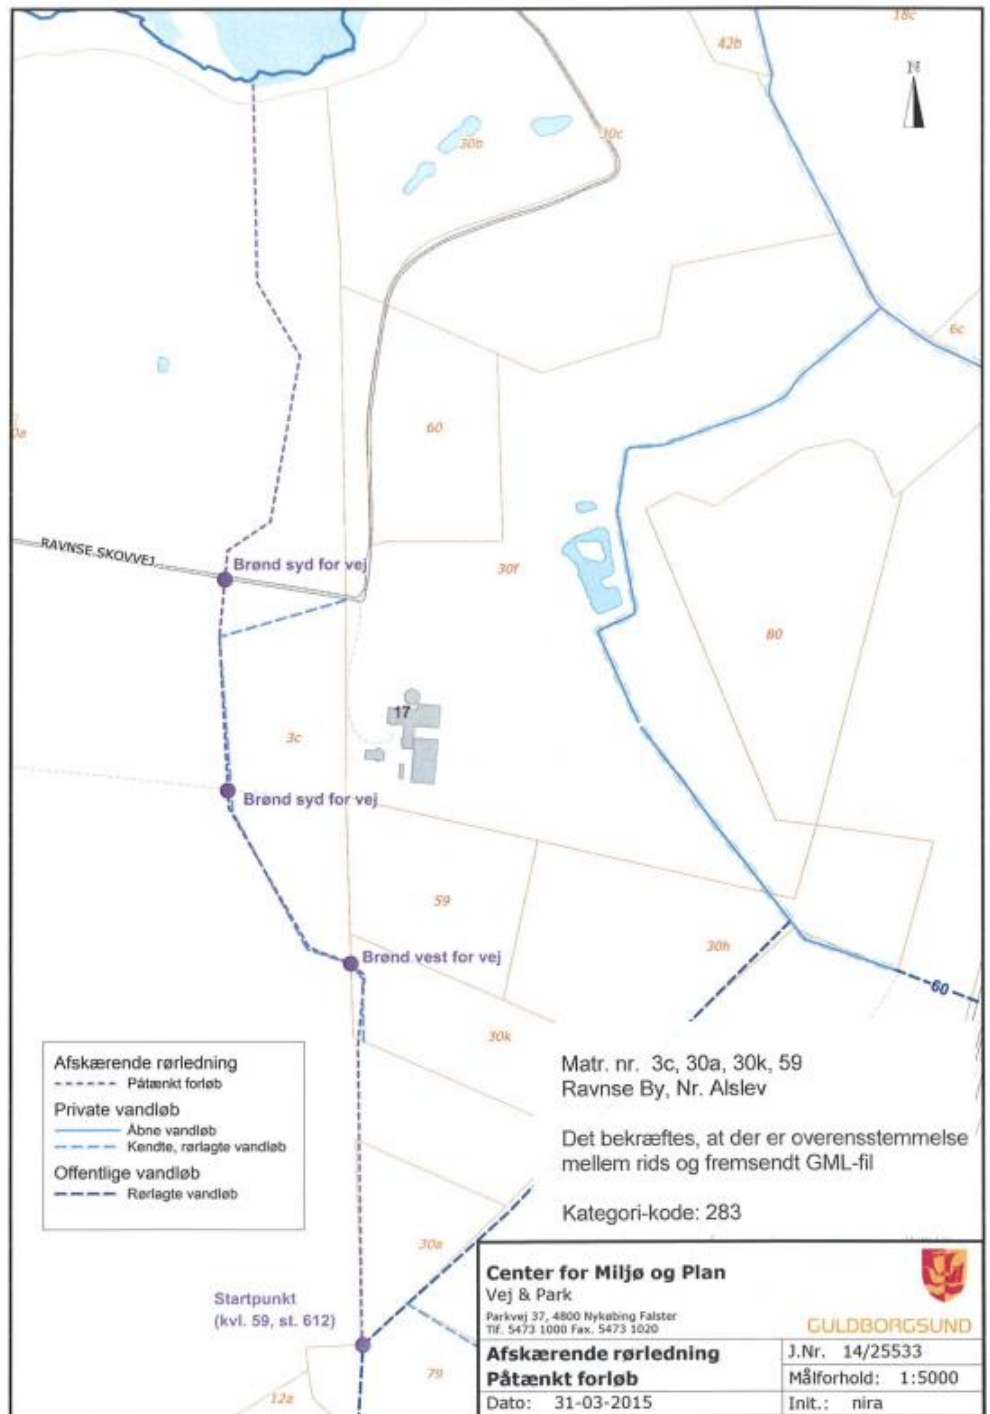 18c
42b
N
30b
30c
6c
60
RAVNSE SKOVVEJ
Brønd syd for vej
30f
80
17
3c
Brønd syd for vej
59
30h
Brønd vest for vej
60
30k
Afskærende rørledning
Påtænkt forløb
Private vandløb
Åbne vandløb
Kendte, rørlagte vandløb
Offentlige vandløb
Rørlagte vandløb
Matr. nr. 3c, 30a, 30k, 59
Ravnse By, Nr. Alslev
Det bekræftes, at der er overensstemmelse
mellem rids og fremsendt GML-fil
Kategori-kode: 283
30a
Startpunkt
(kvl. 59, st. 612)
79
12a
Center for Miljø og Plan
Vej & Park
Parkvej 37, 4800 Nykøbing Falster
Tlf. 5473 1000 Fax. 5473 1020
GULDBORGSUND
Afskærende rørledning
Påtænkt forløb
J.Nr. 14/25533
Målforhold: 1:5000
Dato: 31-03-2015
Init.: nira